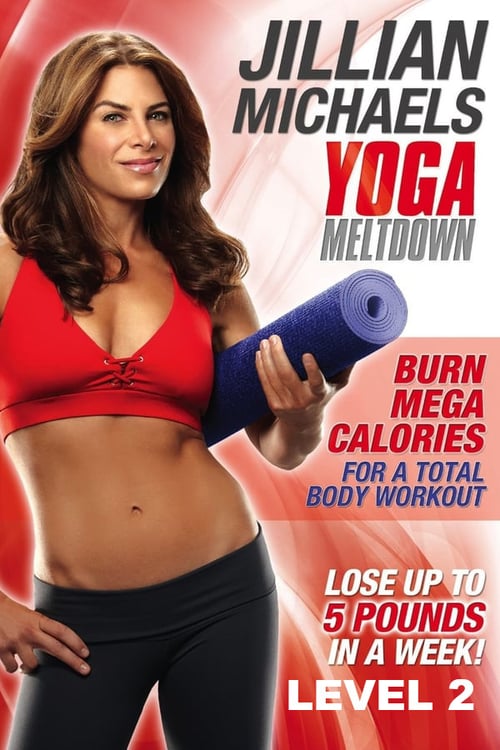 JILLIAN
MICHAELS
YOGA
MELTDOWN
BURN
MEGA
CALORIES
FOR A TOTAL
BODY WORKOUT
LOSE UP TO
5 POUNDS
IN A WEEK!
LEVEL 2